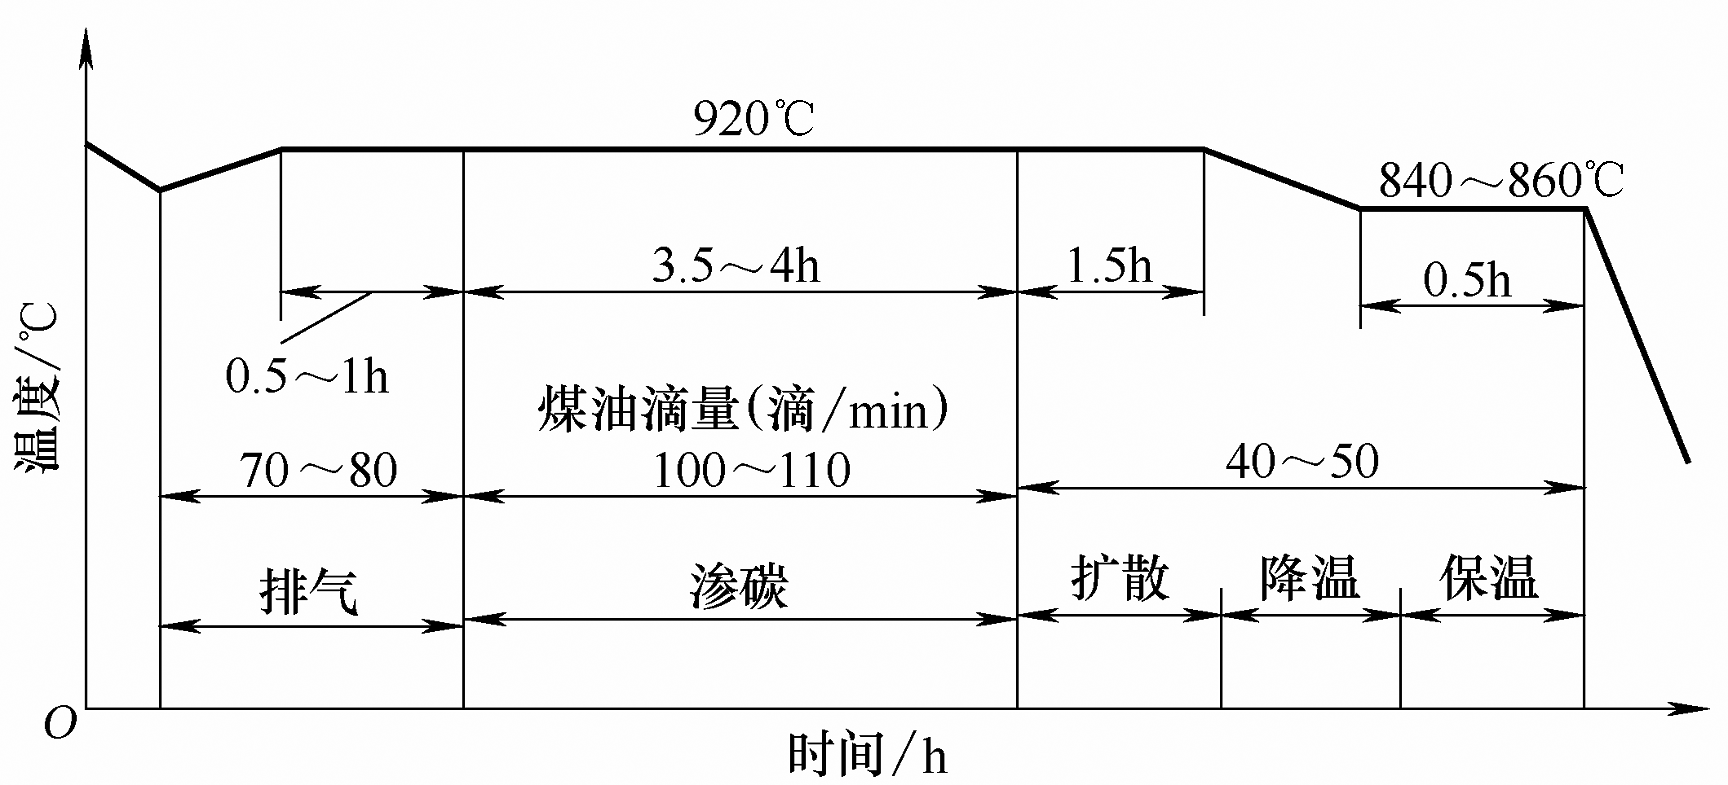 920℃
840～860℃
3.5～4h
1.5h
0.5h
0.5～1h
温度/℃
煤油滴量(滴/min)
70～80
100～110
40～50
排气
渗碳
扩散
降温
保温
O
时间/h